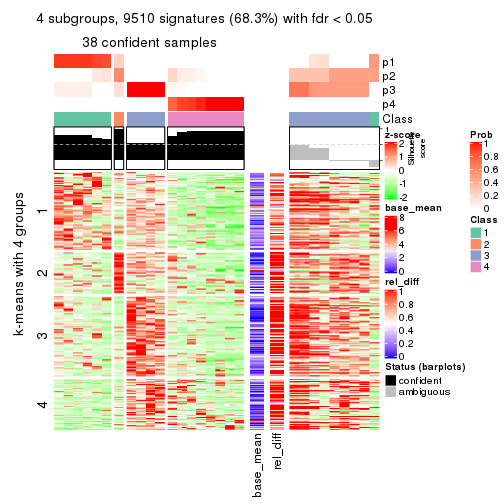 4 subgroups, 9510 signatures (68.3%) with fdr < 0.05
38 confident samples
p1
p2
p3
p4
Class
1
Silhouette
score
k-means with 4 groups
1
2
3
4
base_mean
rel_diff
z-score
2
1
0
-1
-2
base_mean
8
6
4
2
0
rel_diff
1
0.8
0.6
0.4
0.2
0
Status (barplots)
confident
ambiguous
Prob
1
0.8
0.6
0.4
0.2
0
Class
1
2
3
4